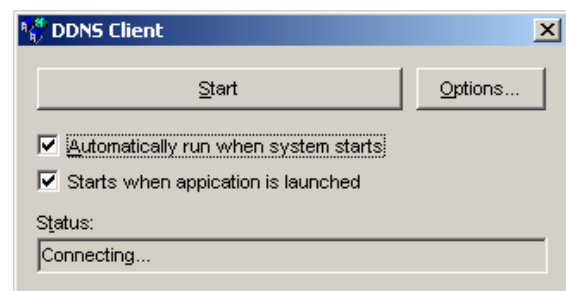 DDNS Client
Start
Options...
Automatically run when system starts
Starts when appication is launched
Status:
Connecting...